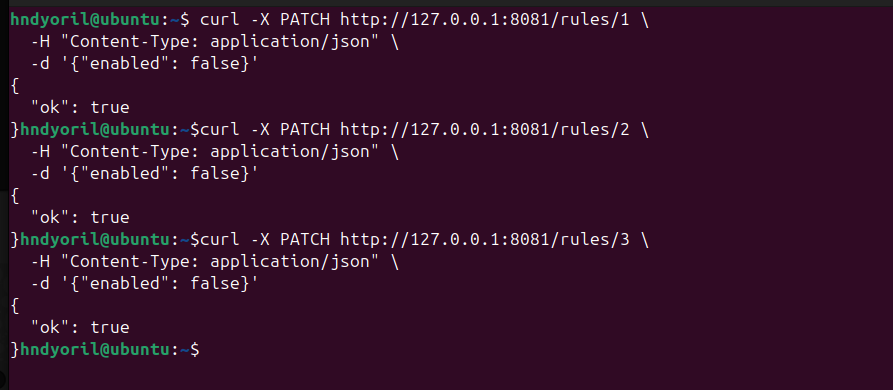 hndyoril@ubuntu:~$ curl -X PATCH http://127.0.0.1:8081/rules/1 \
  -H "Content-Type: application/json" \
  -d '{"enabled": false}'
{
  "ok": true
}hndyoril@ubuntu:~$curl -X PATCH http://127.0.0.1:8081/rules/2 \
  -H "Content-Type: application/json" \
  -d '{"enabled": false}'
{
  "ok": true
}hndyoril@ubuntu:~$curl -X PATCH http://127.0.0.1:8081/rules/3 \
  -H "Content-Type: application/json" \
  -d '{"enabled": false}'
{
  "ok": true
}hndyoril@ubuntu:~$